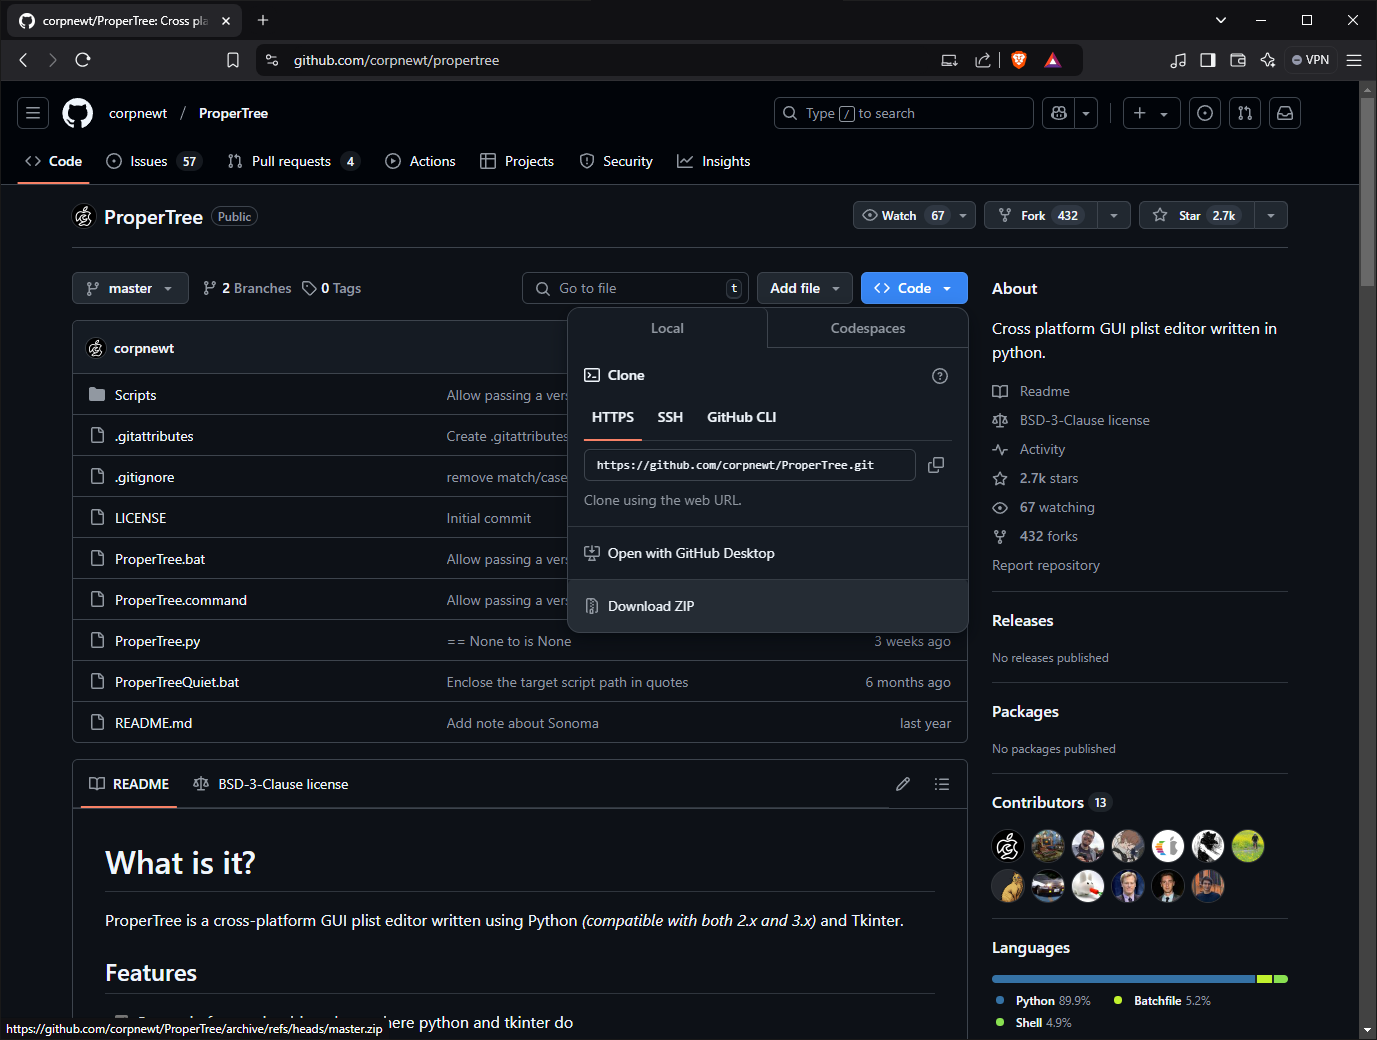 corpnewt/ProperTree: Cross pla
github.com/corpnewt/propertree
VPN
corpnewt / ProperTree
Type / to search
Code
Issues 57
Pull requests 4
Actions
Projects
Security
Insights
ProperTree Public
Watch 67
Fork 432
Star 2.7k
master
2 Branches
0 Tags
Go to file t
Add file
Code
Local
Codespaces
Clone
HTTPS SSH GitHub CLI
https://github.com/corpnewt/ProperTree.git
Clone using the web URL.
Open with GitHub Desktop
Download ZIP
corpnewt
Scripts Allow passing a ver
.gitattributes Create .gitattributes
.gitignore remove match/case
LICENSE Initial commit
ProperTree.bat Allow passing a ver
ProperTree.command Allow passing a ver
ProperTree.py == None to is None 3 weeks ago
ProperTreeQuiet.bat Enclose the target script path in quotes 6 months ago
README.md Add note about Sonoma last year
README
BSD-3-Clause license
What is it?
ProperTree is a cross-platform GUI plist editor written using Python (compatible with both 2.x and 3.x) and Tkinter.
Features
here python and tkinter do
https://github.com/corpnewt/ProperTree/archive/refs/heads/master.zip
About
Cross platform GUI plist editor written in
python.
Readme
BSD-3-Clause license
Activity
2.7k stars
67 watching
432 forks
Report repository
Releases
No releases published
Packages
No packages published
Contributors 13
Languages
Python 89.9% Batchfile 5.2%
Shell 4.9%